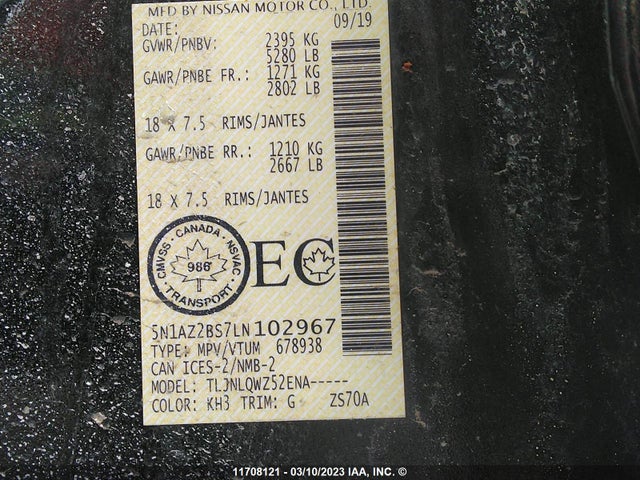 MFD BY NISSAN MOTOR CO., LTD.
DATE: 09/19
GVWR/PNBV: 2395 KG
5280 LB
GAWR/PNBE FR.: 1271 KG
2802 LB
18 X 7.5 RIMS/JANTES
GAWR/PNBE RR.: 1210 KG
2667 LB
18 X 7.5 RIMS/JANTES
CMVSS · CANADA · NSVAC · TRANSPORT ·
986
EC
5N1AZ2BS7LN102967
TYPE: MPV/VTUM 678938
CAN ICES-2/NMB-2
MODEL: TLJNLQWZ52ENA-----
COLOR: KH3 TRIM: G ZS70A
11708121 - 03/10/2023 IAA, INC. ©